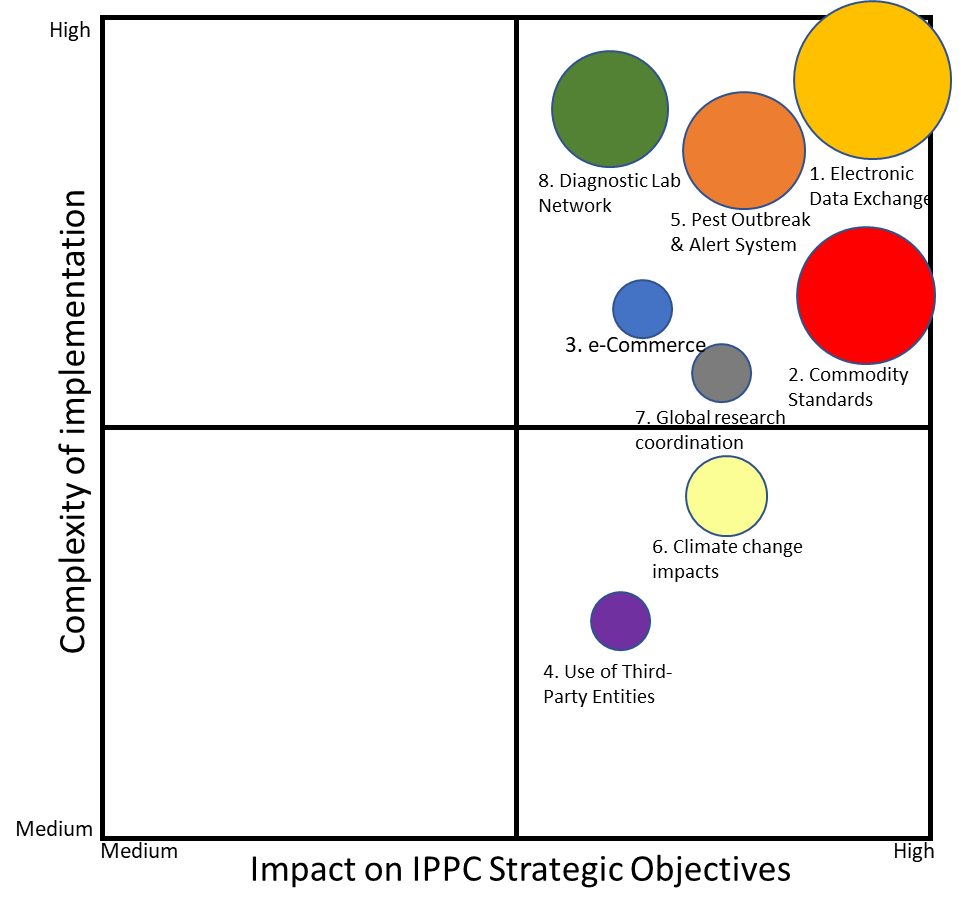 High
8. Diagnostic Lab
Network
1. Electronic
Data Exchange
5. Pest Outbreak
& Alert System
3. e-Commerce
2. Commodity
Standards
7. Global research
coordination
6. Climate change
impacts
4. Use of Third-
Party Entities
Complexity of implementation
Medium
Medium
High
Impact on IPPC Strategic Objectives